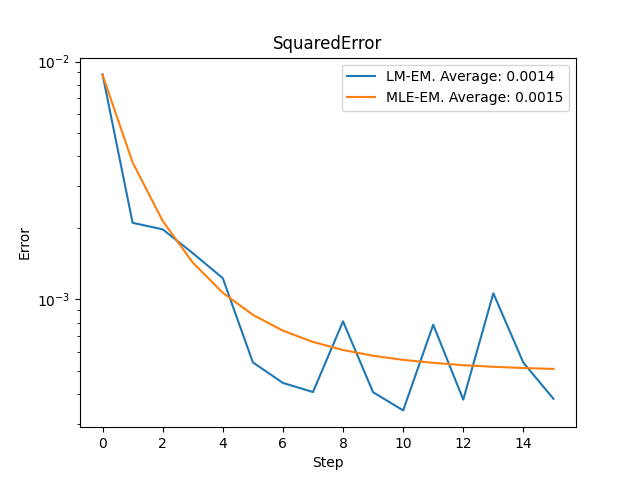 SquaredError
LM-EM. Average: 0.0014
MLE-EM. Average: 0.0015
Error
10⁻²
10⁻³
0 2 4 6 8 10 12 14
Step